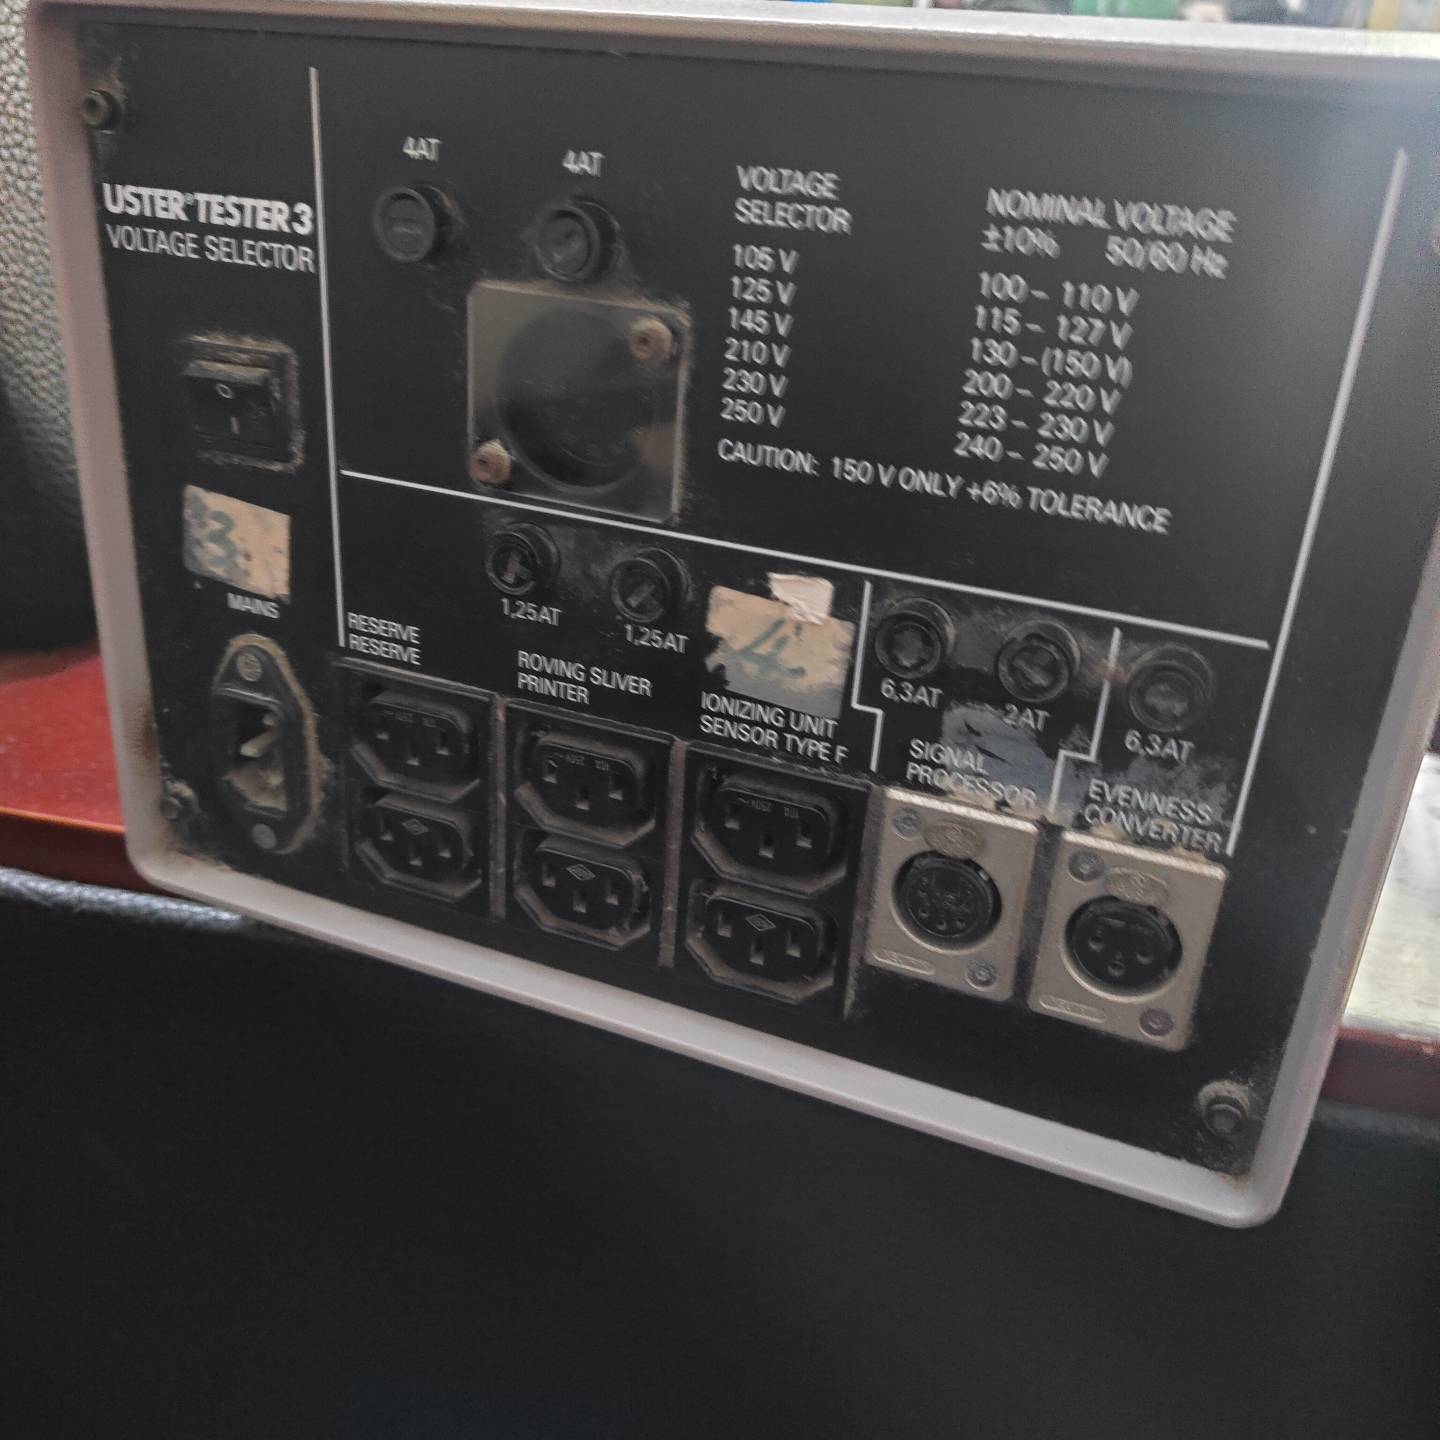 4AT
4AT
USTER® TESTER 3
VOLTAGE SELECTOR
VOLTAGE
SELECTOR
105 V
125 V
145 V
210 V
230 V
250 V
NOMINAL VOLTAGE
±10% 50/60 Hz
100 – 110 V
115 – 127 V
130 – (150 V)
200 – 220 V
223 – 230 V
240 – 250 V
CAUTION: 150 V ONLY +6% TOLERANCE
3
MAINS
1,25AT
1,25AT
4
6,3AT
2AT
6,3AT
RESERVE
RESERVE
ROVING SLIVER
PRINTER
IONIZING UNIT
SENSOR TYPE F
SIGNAL
PROCESSOR
EVENNESS
CONVERTER
10A 250V~